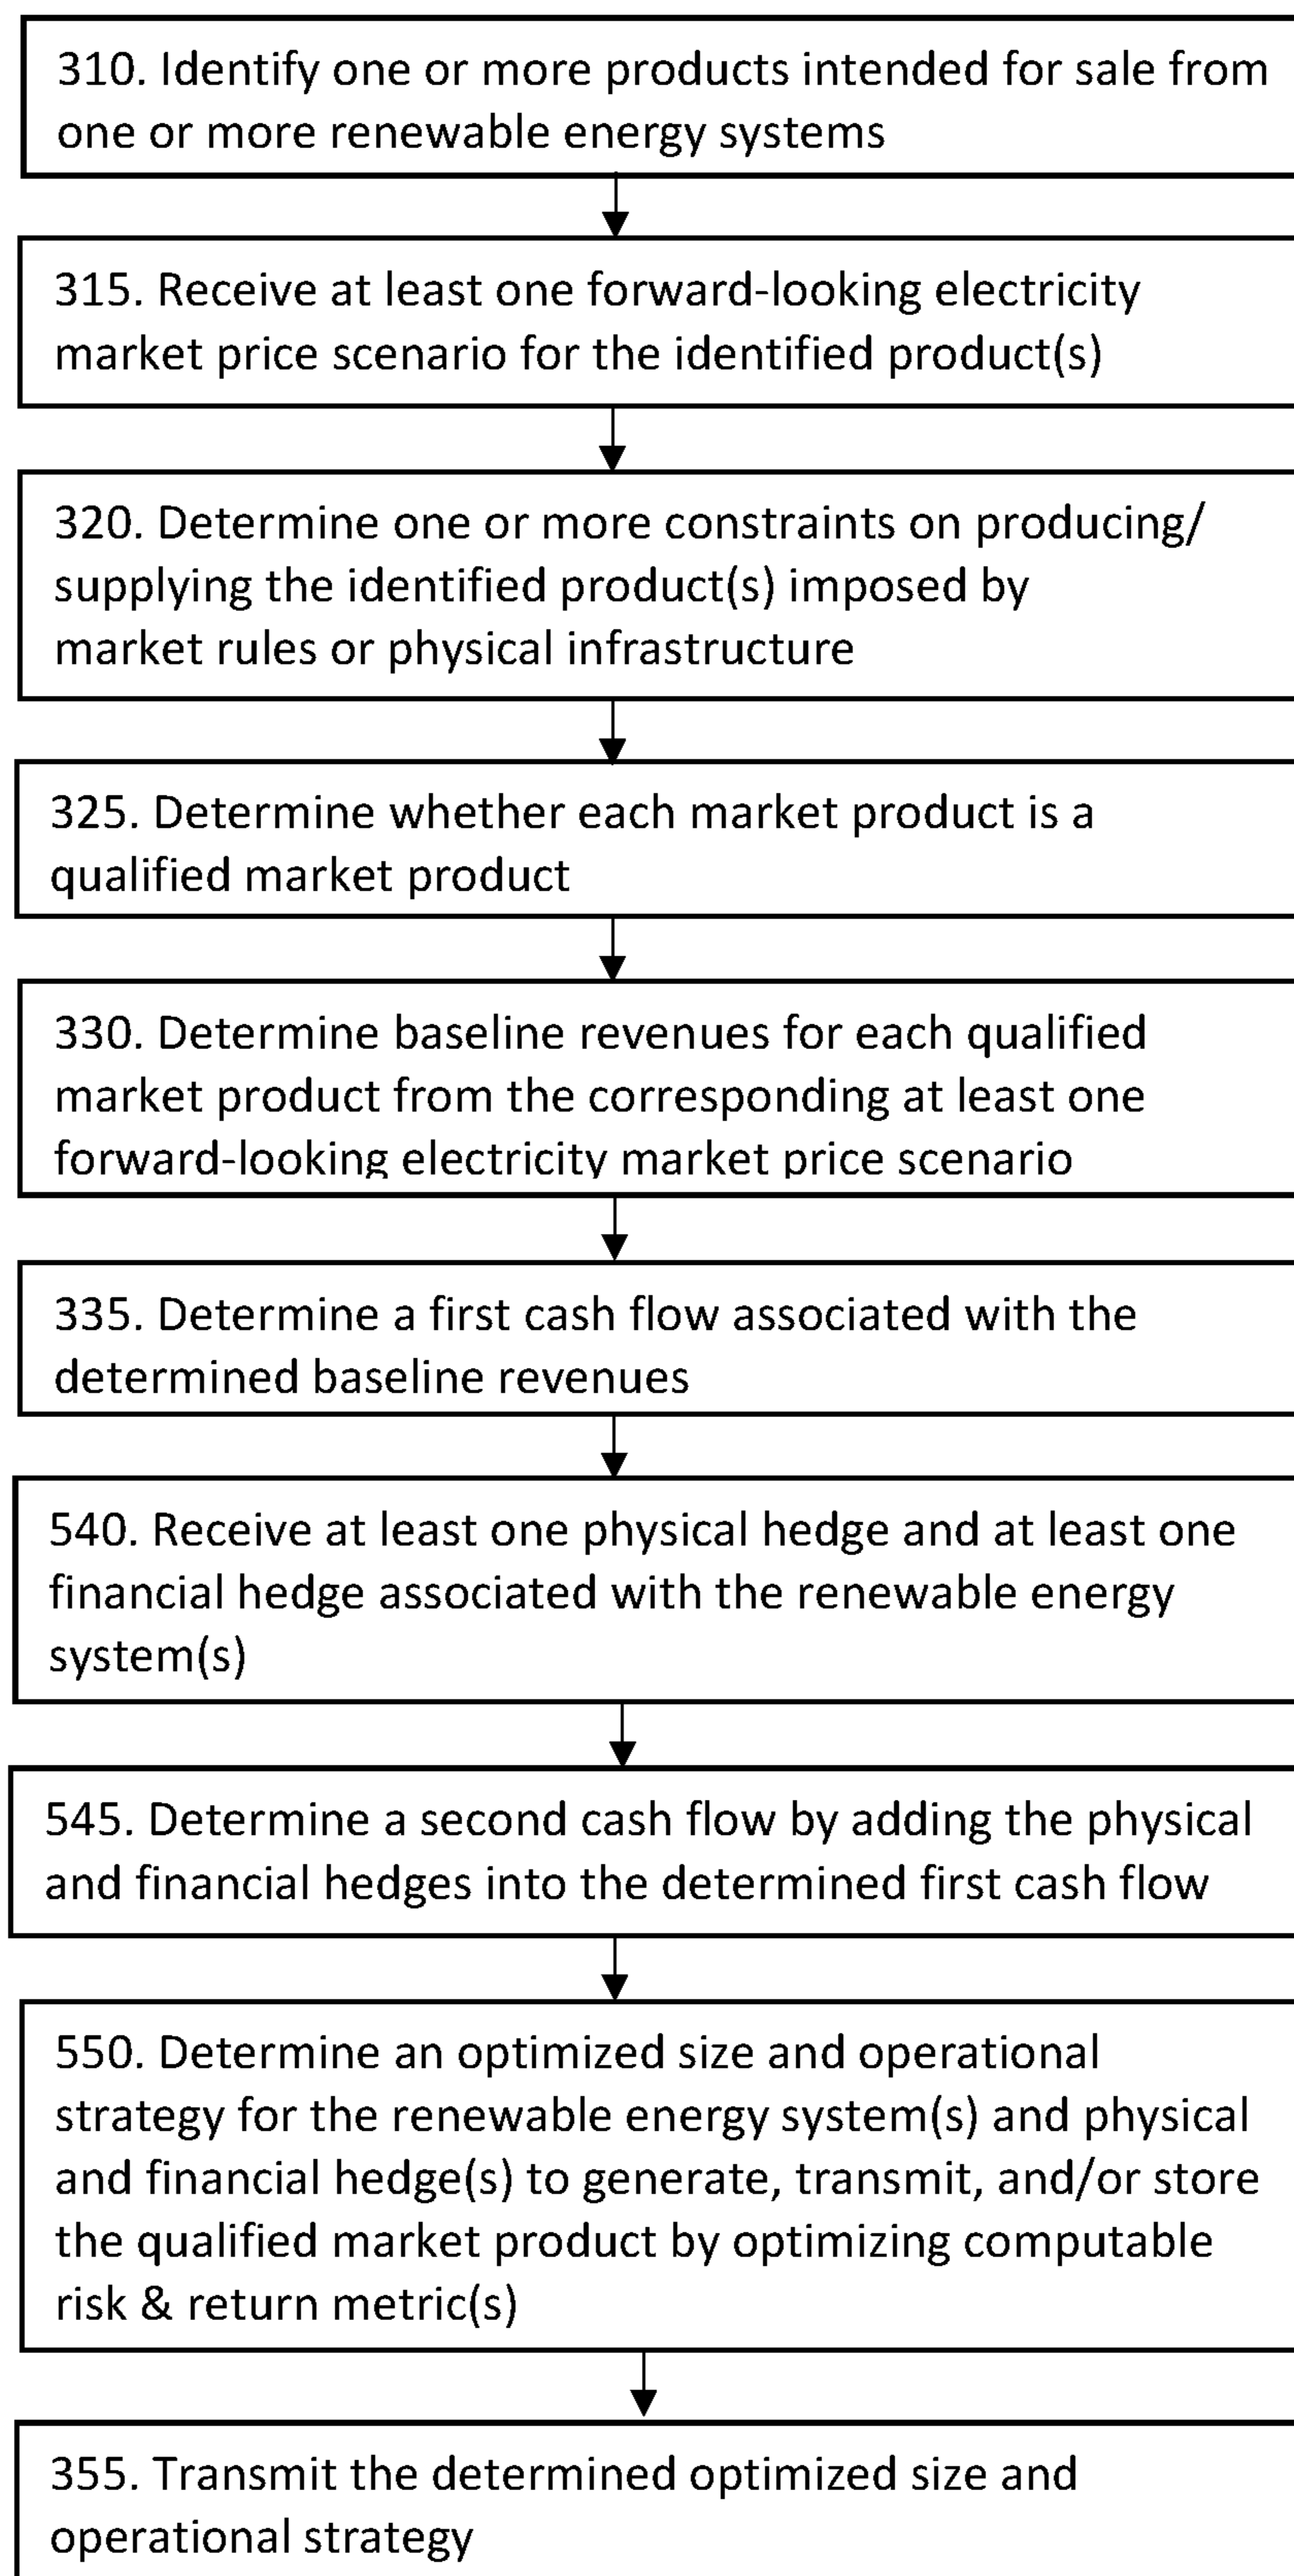 310. Identify one or more products intended for sale from
one or more renewable energy systems
315. Receive at least one forward-looking electricity
market price scenario for the identified product(s)
320. Determine one or more constraints on producing/
supplying the identified product(s) imposed by
market rules or physical infrastructure
325. Determine whether each market product is a
qualified market product
330. Determine baseline revenues for each qualified
market product from the corresponding at least one
forward-looking electricity market price scenario
335. Determine a first cash flow associated with the
determined baseline revenues
540. Receive at least one physical hedge and at least one
financial hedge associated with the renewable energy
system(s)
545. Determine a second cash flow by adding the physical
and financial hedges into the determined first cash flow
550. Determine an optimized size and operational
strategy for the renewable energy system(s) and physical
and financial hedge(s) to generate, transmit, and/or store
the qualified market product by optimizing computable
risk & return metric(s)
355. Transmit the determined optimized size and
operational strategy